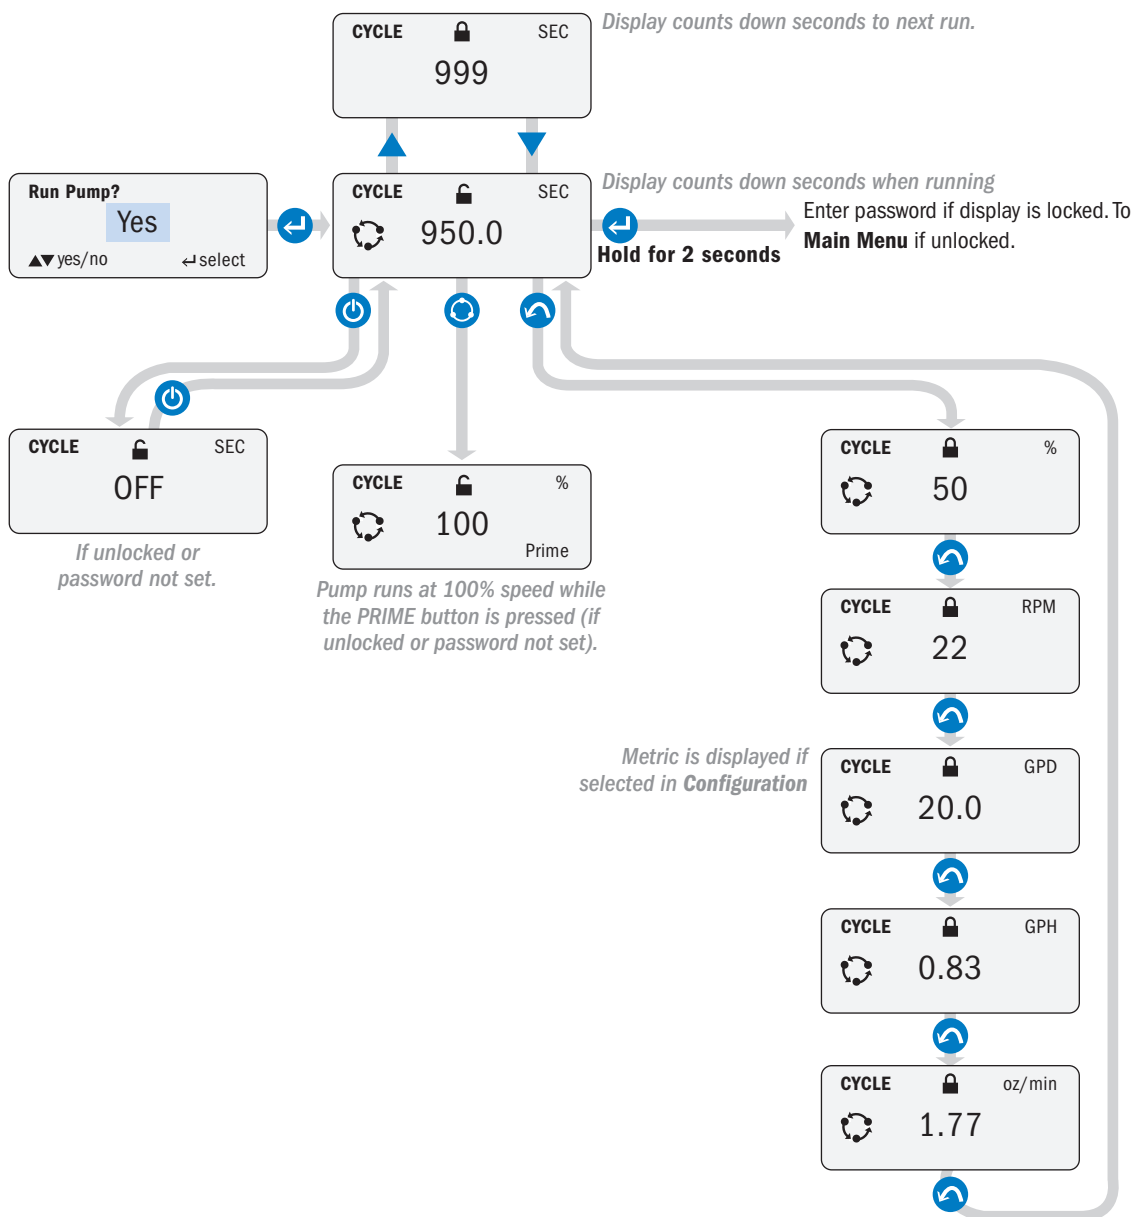 CYCLE SEC
999
Display counts down seconds to next run.
Run Pump?
Yes
▲▼ yes/no ↵ select
CYCLE SEC
950.0
Display counts down seconds when running
Enter password if display is locked. To
Main Menu if unlocked.
Hold for 2 seconds
CYCLE SEC
OFF
If unlocked or
password not set.
CYCLE %
100
Prime
Pump runs at 100% speed while
the PRIME button is pressed (if
unlocked or password not set).
CYCLE %
50
CYCLE RPM
22
Metric is displayed if
selected in Configuration
CYCLE GPD
20.0
CYCLE GPH
0.83
CYCLE oz/min
1.77